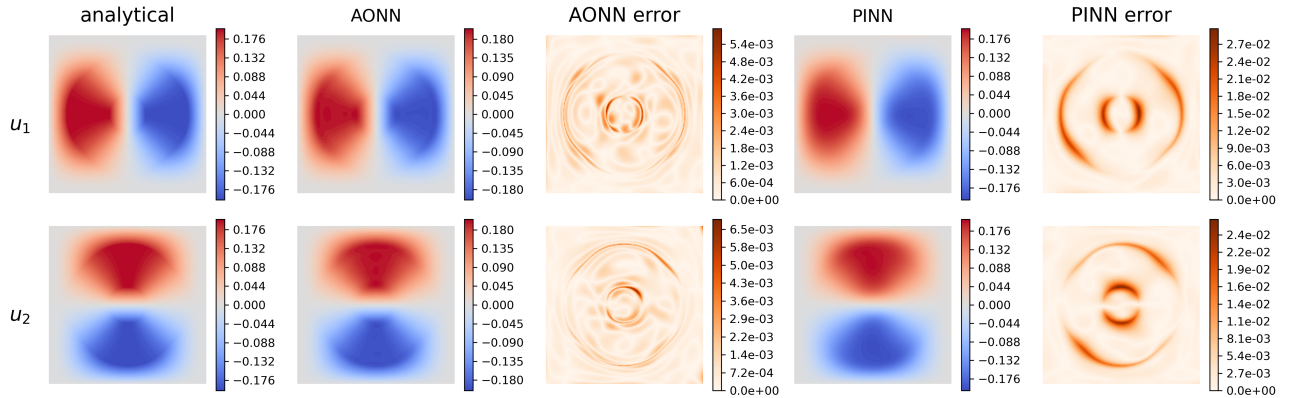 analytical
AONN
AONN error
PINN
PINN error
u1
0.176
0.132
0.088
0.044
0.000
−0.044
−0.088
−0.132
−0.176
0.180
0.135
0.090
0.045
0.000
−0.045
−0.090
−0.135
−0.180
5.4e-03
4.8e-03
4.2e-03
3.6e-03
3.0e-03
2.4e-03
1.8e-03
1.2e-03
6.0e-04
0.0e+00
0.176
0.132
0.088
0.044
0.000
−0.044
−0.088
−0.132
−0.176
2.7e-02
2.4e-02
2.1e-02
1.8e-02
1.5e-02
1.2e-02
9.0e-03
6.0e-03
3.0e-03
0.0e+00
u2
0.176
0.132
0.088
0.044
0.000
−0.044
−0.088
−0.132
−0.176
0.180
0.135
0.090
0.045
0.000
−0.045
−0.090
−0.135
−0.180
6.5e-03
5.8e-03
5.0e-03
4.3e-03
3.6e-03
2.9e-03
2.2e-03
1.4e-03
7.2e-04
0.0e+00
0.176
0.132
0.088
0.044
0.000
−0.044
−0.088
−0.132
−0.176
2.4e-02
2.2e-02
1.9e-02
1.6e-02
1.4e-02
1.1e-02
8.1e-03
5.4e-03
2.7e-03
0.0e+00